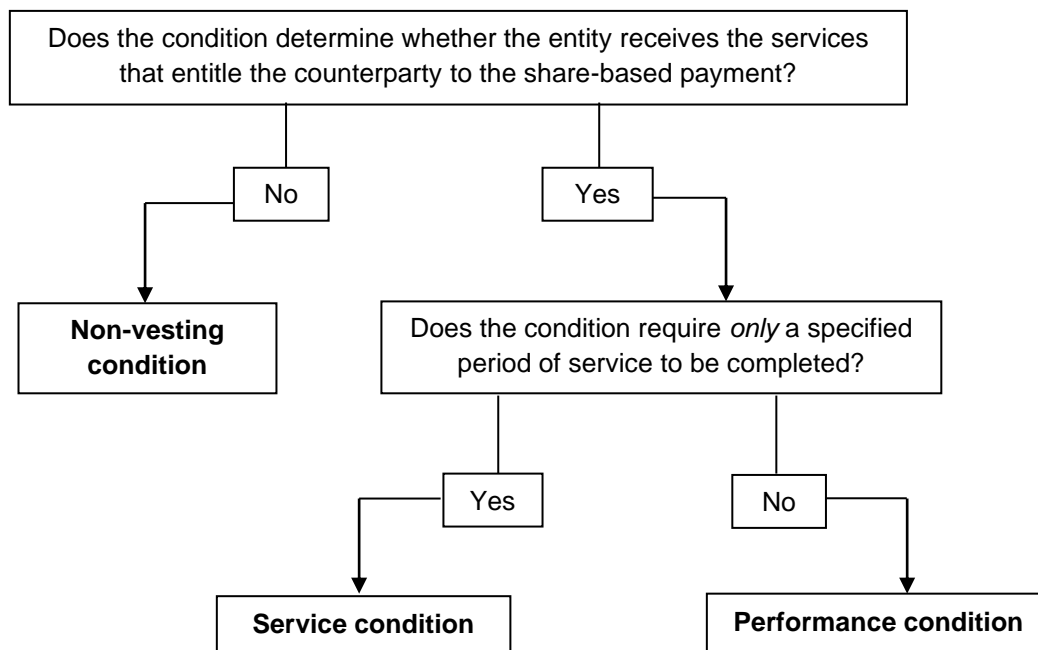 Does the condition determine whether the entity receives the services
that entitle the counterparty to the share-based payment?
No
Yes
Non-vesting
condition
Does the condition require only a specified
period of service to be completed?
Yes
No
Service condition
Performance condition